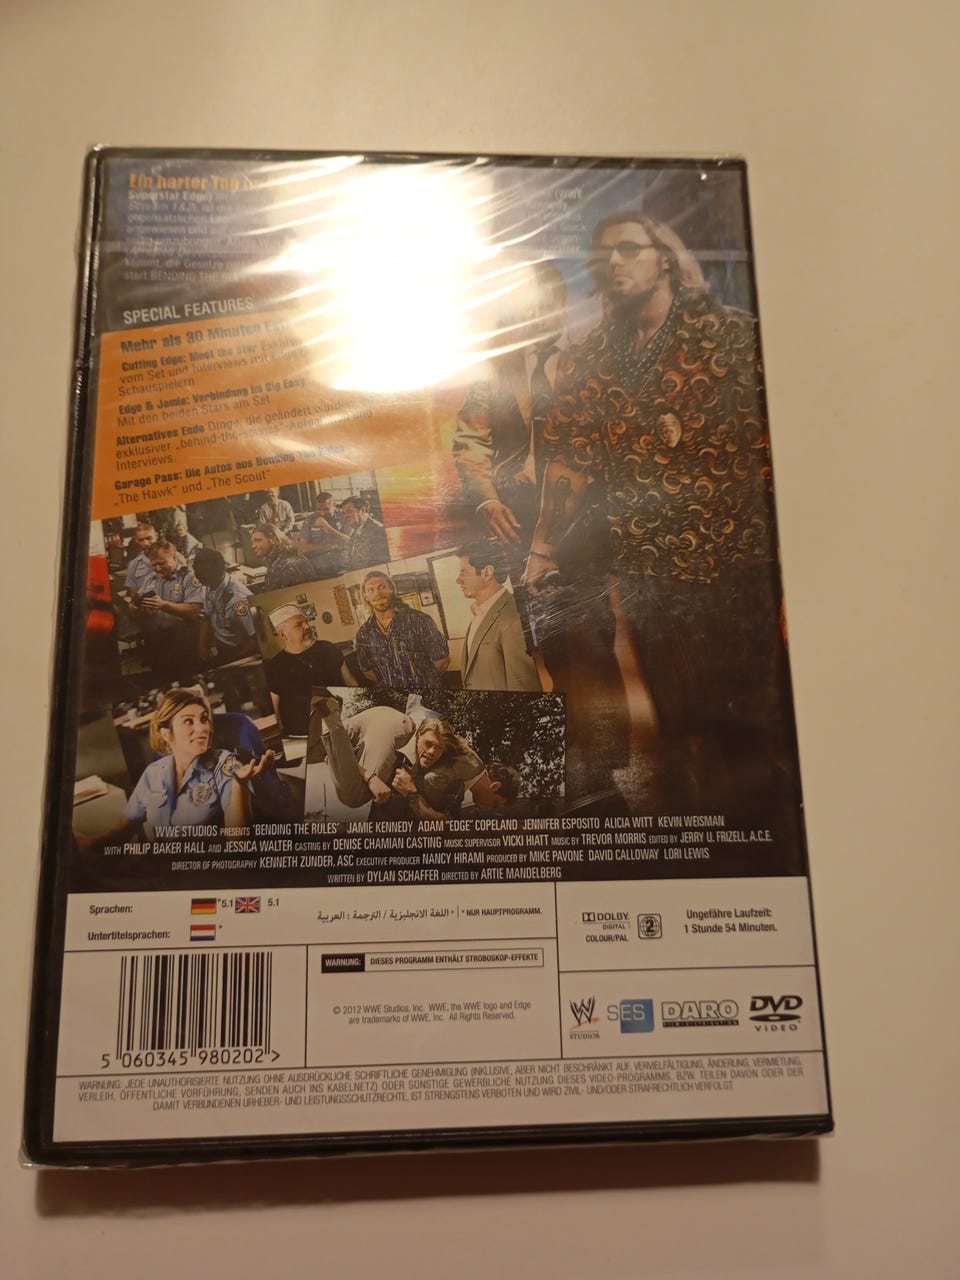 Ein harter
Superstar Edge)
(WWE
gegensätzlichen
angewiesen und auf
start BENDING THE
SPECIAL FEATURES
Mehr als 30 Minuten
Cutting Edge: Meet the Star
vom Set und Interviews mit Edge
Schauspielern.
Edge & Jamie: Verbindung im Big Easy
Mit den beiden Stars am Set
Alternatives Ende Dinge, die geändert wurden,
exklusiver „behind-the-scenes"- und
Interviews.
Garage Pass: Die Autos aus Bending The Rules
„The Hawk" und „The Scout"
WWE STUDIOS PRESENTS 'BENDING THE RULES' JAMIE KENNEDY ADAM "EDGE" COPELAND JENNIFER ESPOSITO ALICIA WITT KEVIN WEISMAN
WITH PHILIP BAKER HALL AND JESSICA WALTER CASTING BY DENISE CHAMIAN CASTING MUSIC SUPERVISOR VICKI HIATT MUSIC BY TREVOR MORRIS EDITED BY JERRY U. FRIZELL, A.C.E.
DIRECTOR OF PHOTOGRAPHY KENNETH ZUNDER, ASC EXECUTIVE PRODUCER NANCY HIRAMI PRODUCED BY MIKE PAVONE DAVID CALLOWAY LORI LEWIS
WRITTEN BY DYLAN SCHAFFER DIRECTED BY ARTIE MANDELBERG
Sprachen: *5.1 5.1
اللغة الانجليزية / الترجمة : العربية * | * NUR HAUPTPROGRAMM.
Untertitelsprachen: *
DOLBY
DIGITAL
COLOUR/PAL
2
Ungefähre Laufzeit:
1 Stunde 54 Minuten.
WARNUNG: DIESES PROGRAMM ENTHÄLT STROBOSKOP-EFFEKTE
© 2012 WWE Studios, Inc. WWE, the WWE logo and Edge
are trademarks of WWE, Inc. All Rights Reserved.
W
STUDIOS
SES
DARO
FILM DISTRIBUTION
DVD
VIDEO
5 060345 980202 >
WARNUNG: JEDE UNAUTHORISIERTE NUTZUNG OHNE AUSDRÜCKLICHE SCHRIFTLICHE GENEHMIGUNG (INKLUSIVE, ABER NICHT BESCHRÄNKT AUF, VERVIELFÄLTIGUNG, ÄNDERUNG, VERMIETUNG,
VERLEIH, ÖFFENTLICHE VORFÜHRUNG, SENDEN AUCH INS KABELNETZ) ODER SONSTIGE GEWERBLICHE NUTZUNG DIESES VIDEO-PROGRAMMS, BZW. TEILEN DAVON ODER DER
DAMIT VERBUNDENEN URHEBER- UND LEISTUNGSSCHUTZRECHTE, IST STRENGSTENS VERBOTEN UND WIRD ZIVIL- UND/ODER STRAFRECHTLICH VERFOLGT.